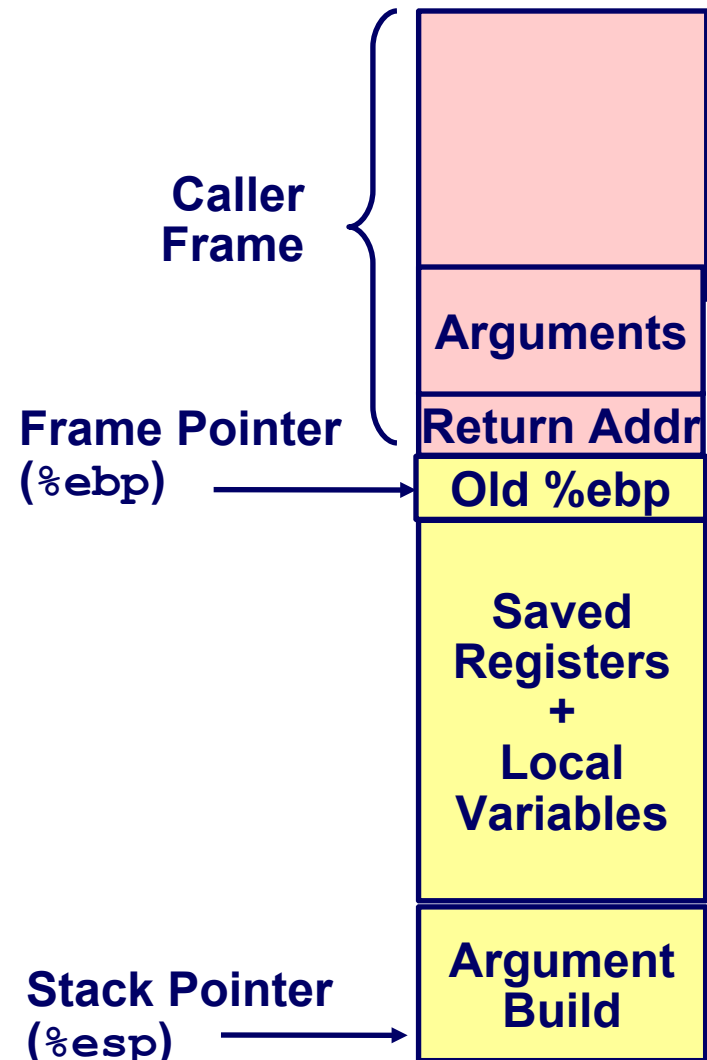 Caller
Frame
Arguments
Return Addr
Frame Pointer
(%ebp)
Old %ebp
Saved
Registers
+
Local
Variables
Argument
Build
Stack Pointer
(%esp)